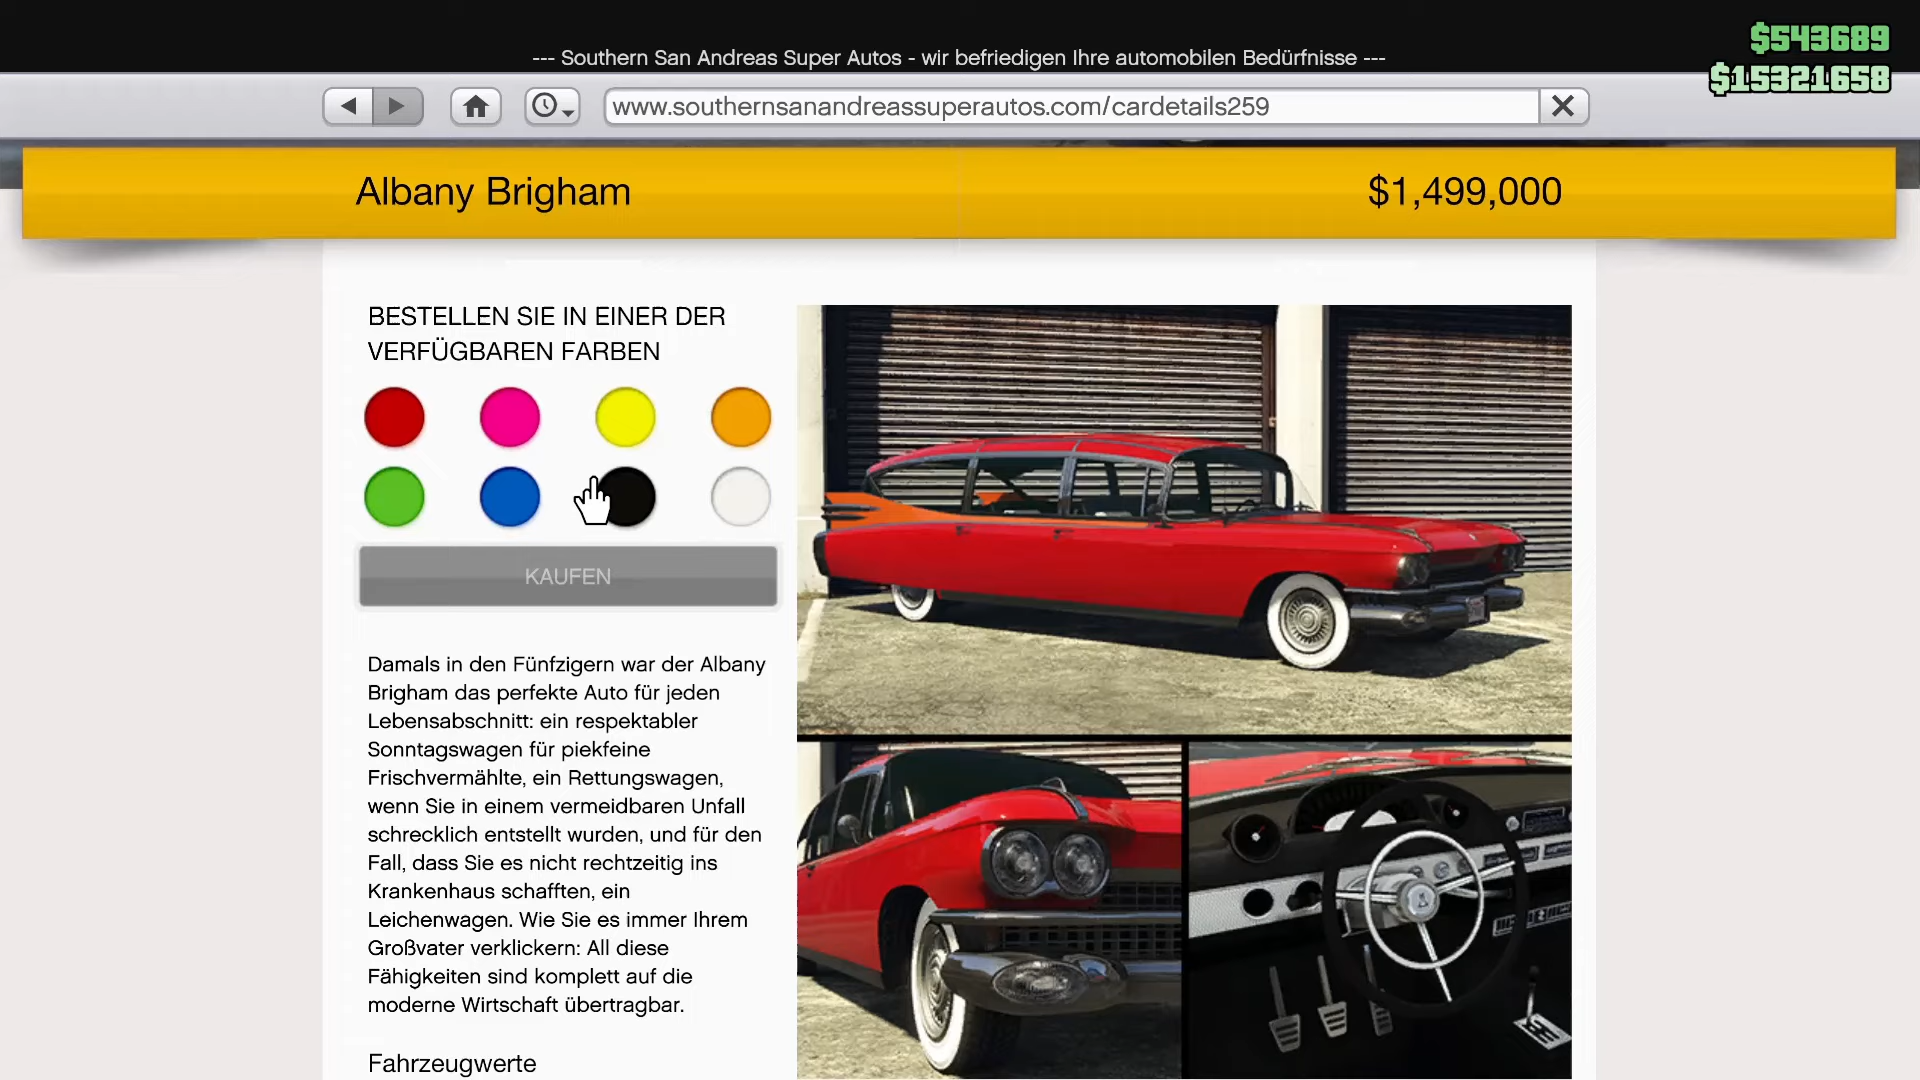 --- Southern San Andreas Super Autos - wir befriedigen Ihre automobilen Bedürfnisse ---
$543689
$15321658
www.southernsanandreassuperautos.com/cardetails259
Albany Brigham
$1,499,000
BESTELLEN SIE IN EINER DER
VERFÜGBAREN FARBEN
KAUFEN
Damals in den Fünfzigern war der Albany
Brigham das perfekte Auto für jeden
Lebensabschnitt: ein respektabler
Sonntagswagen für piekfeine
Frischvermählte, ein Rettungswagen,
wenn Sie in einem vermeidbaren Unfall
schrecklich entstellt wurden, und für den
Fall, dass Sie es nicht rechtzeitig ins
Krankenhaus schafften, ein
Leichenwagen. Wie Sie es immer Ihrem
Großvater verklickern: All diese
Fähigkeiten sind komplett auf die
moderne Wirtschaft übertragbar.
Fahrzeugwerte